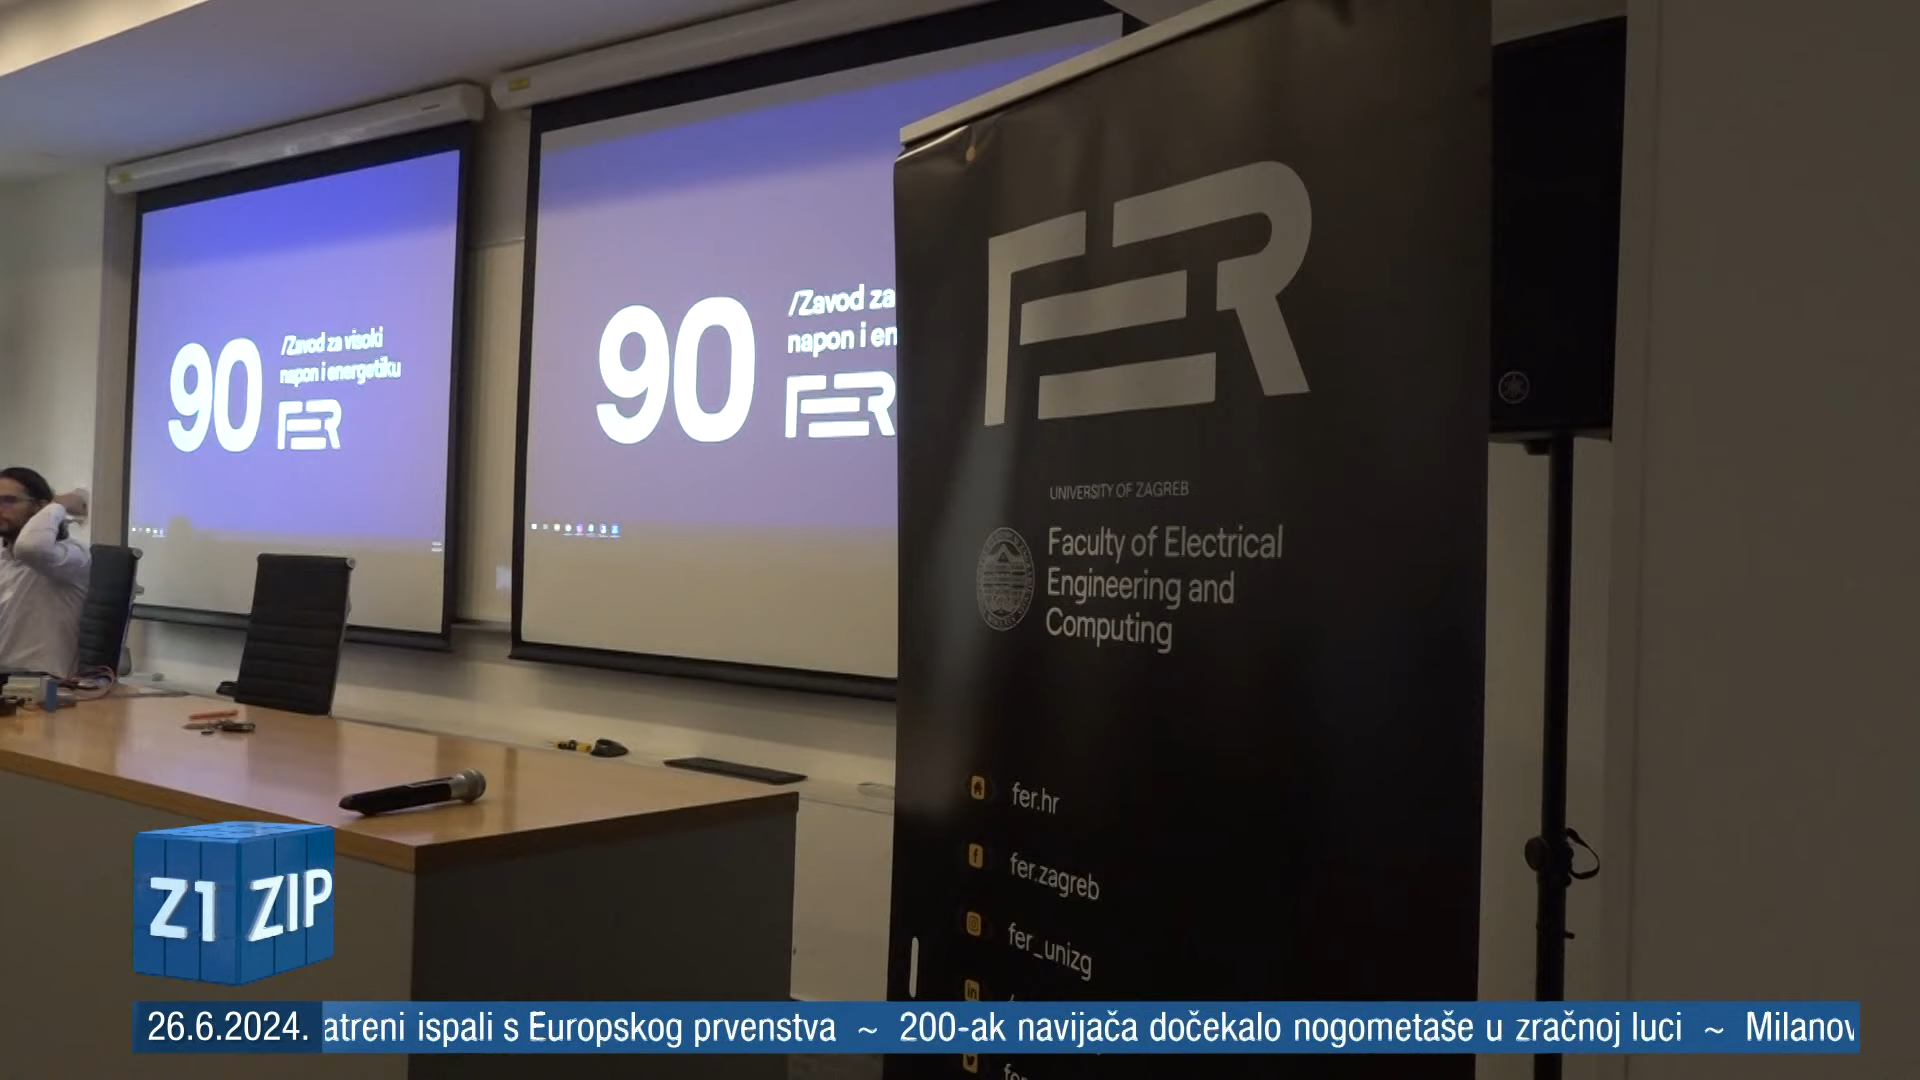 90
/Zavod za visoki
napon i energetiku
FER
90
/Zavod za
napon i en
FER
FER
UNIVERSITY OF ZAGREB
Faculty of Electrical
Engineering and
Computing
fer.hr
fer.zagreb
fer_unizg
Z1 ZIP
26.6.2024. atreni ispali s Europskog prvenstva ~ 200-ak navijača dočekalo nogometaše u zračnoj luci ~ Milanov